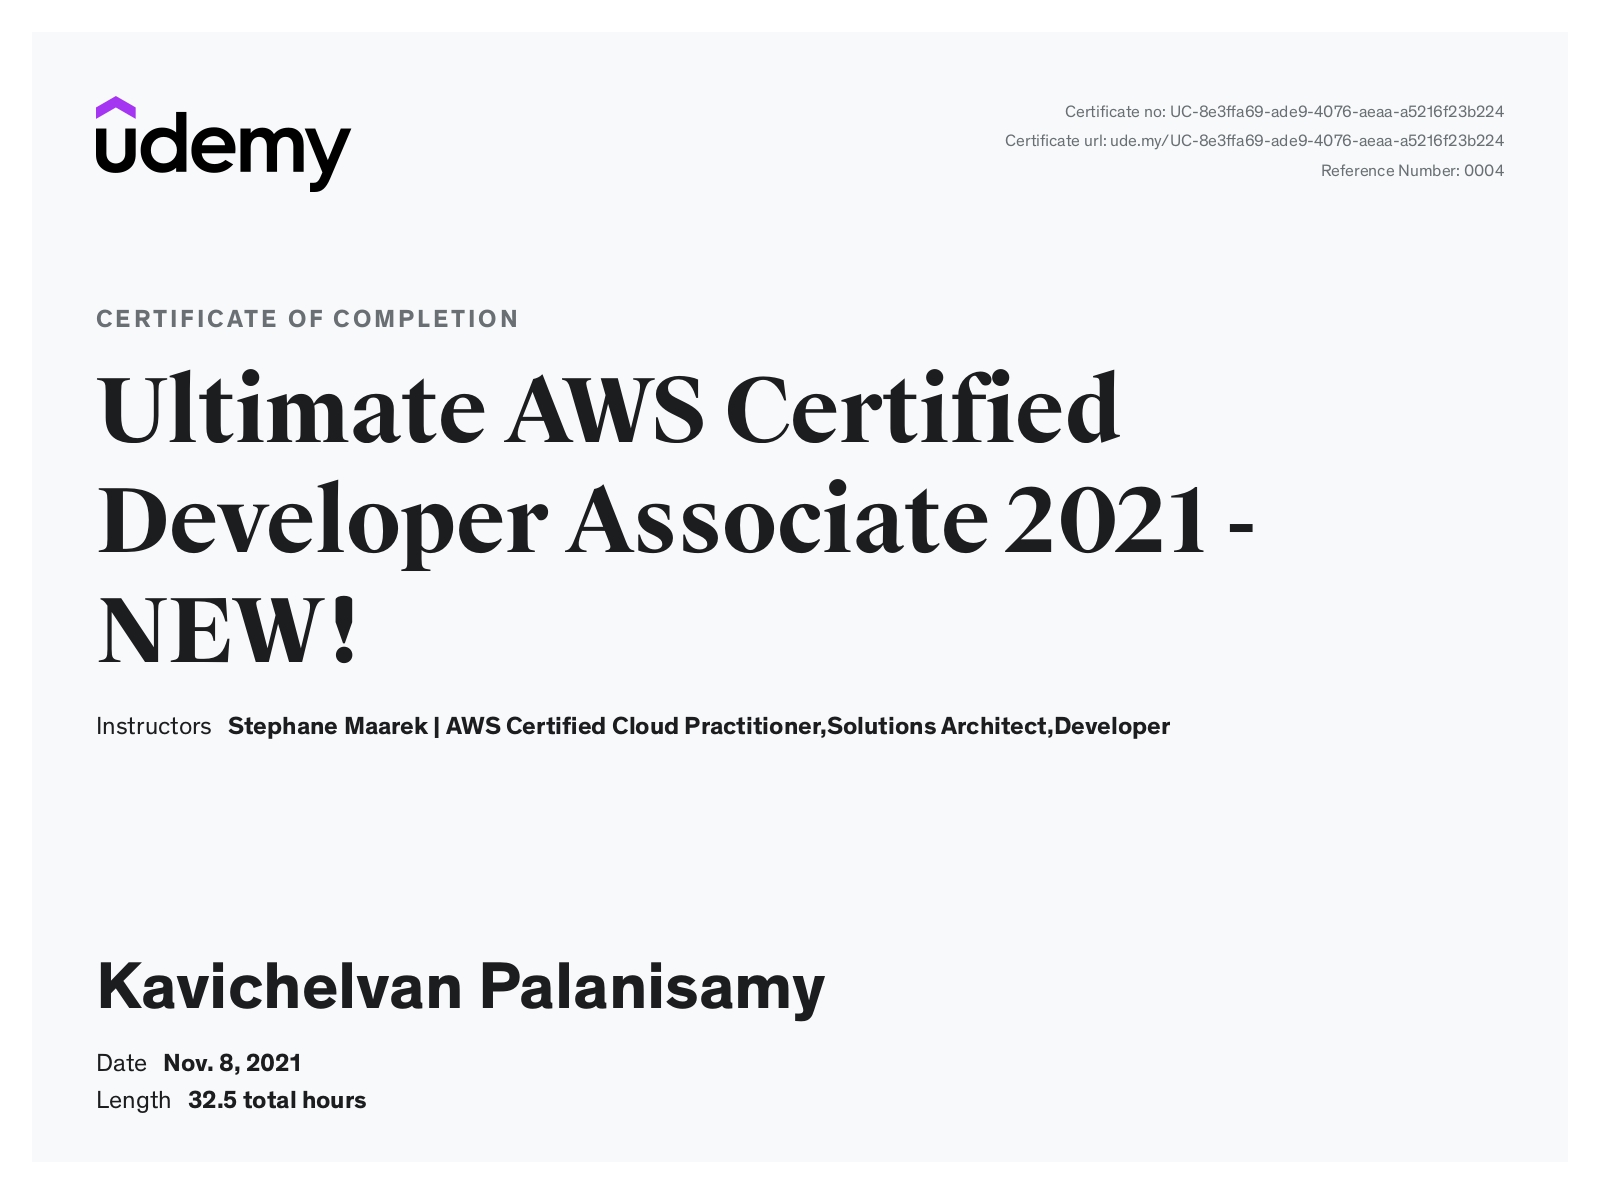 udemy
Certificate no: UC-8e3ffa69-ade9-4076-aeaa-a5216f23b224
Certificate url: ude.my/UC-8e3ffa69-ade9-4076-aeaa-a5216f23b224
Reference Number: 0004
CERTIFICATE OF COMPLETION
Ultimate AWS Certified
Developer Associate 2021 -
NEW!
Instructors Stephane Maarek | AWS Certified Cloud Practitioner,Solutions Architect,Developer
Kavichelvan Palanisamy
Date Nov. 8, 2021
Length 32.5 total hours